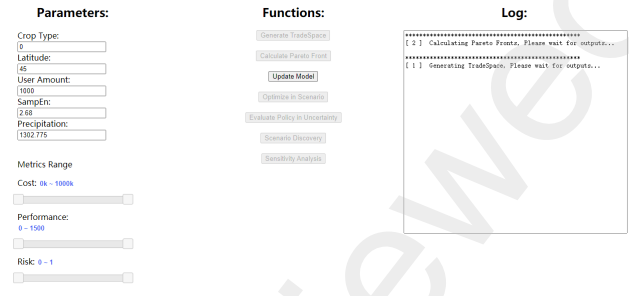 Parameters:
Crop Type:
0
Latitude:
45
User Amount:
1000
SampEn:
2.68
Precipitation:
1302.775
Metrics Range
Cost: 0k ~ 1000k
Performance:
0 ~ 1500
Risk: 0 ~ 1
Functions:
Generate TradeSpace
Calculate Pareto Front
Update Model
Optimize in Scenario
Evaluate Policy in Uncertainty
Scenario Discovery
Sensitivity Analysis
Log:
**************************************************
[ 2 ] Calculating Pareto Fronts, Please wait for outputs...
**************************************************
[ 1 ] Generating TradeSpace, Please wait for outputs...